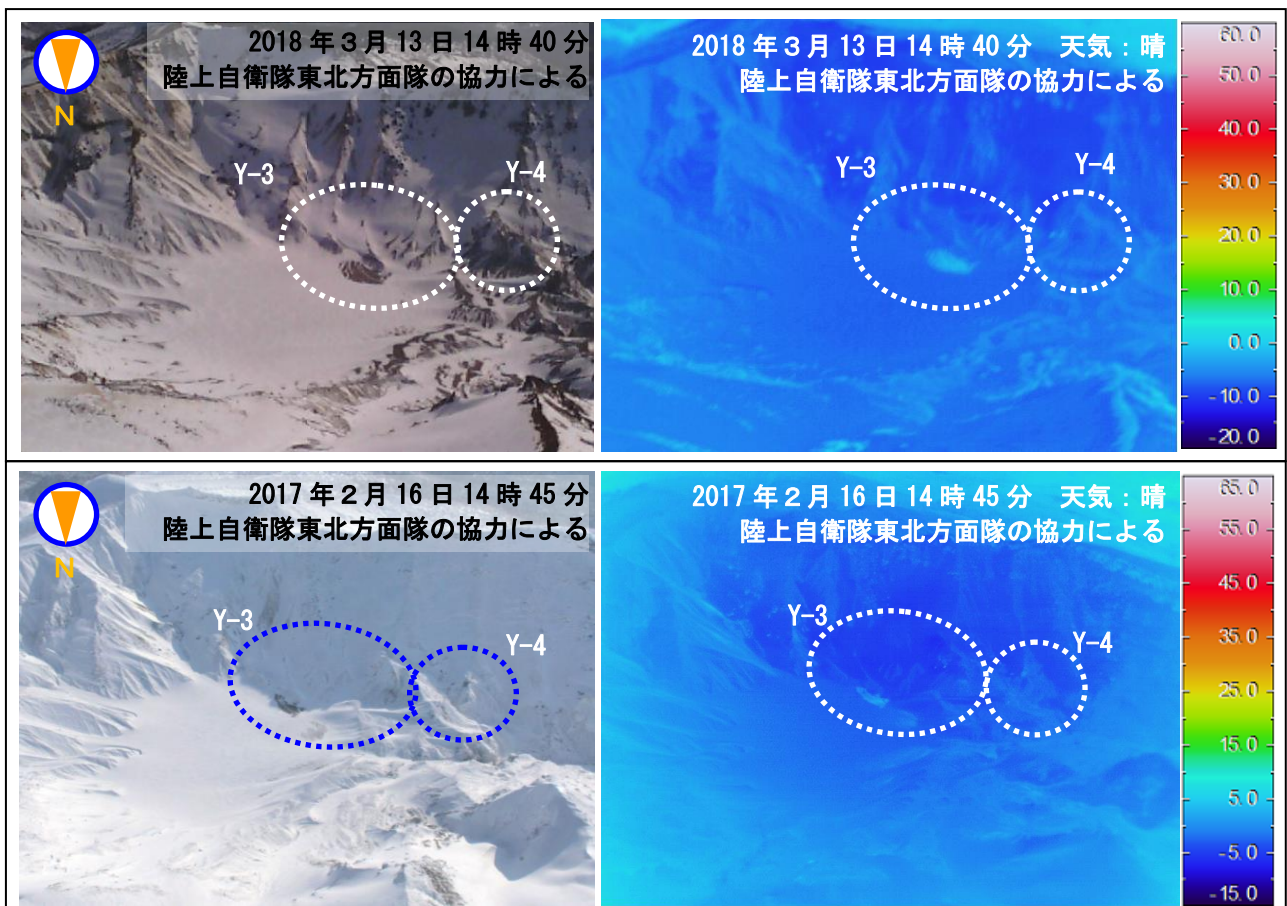 2018年3月13日14時40分
陸上自衛隊東北方面隊の協力による
N
Y-3
Y-4
2018年3月13日14時40分 天気：晴
陸上自衛隊東北方面隊の協力による
Y-3
Y-4
60.0
50.0
40.0
30.0
20.0
10.0
0.0
-10.0
-20.0
2017年２月16日14時45分
陸上自衛隊東北方面隊の協力による
N
Y-3
Y-4
2017年２月16日14時45分 天気：晴
陸上自衛隊東北方面隊の協力による
Y-3
Y-4
65.0
55.0
45.0
35.0
25.0
15.0
5.0
-5.0
-15.0